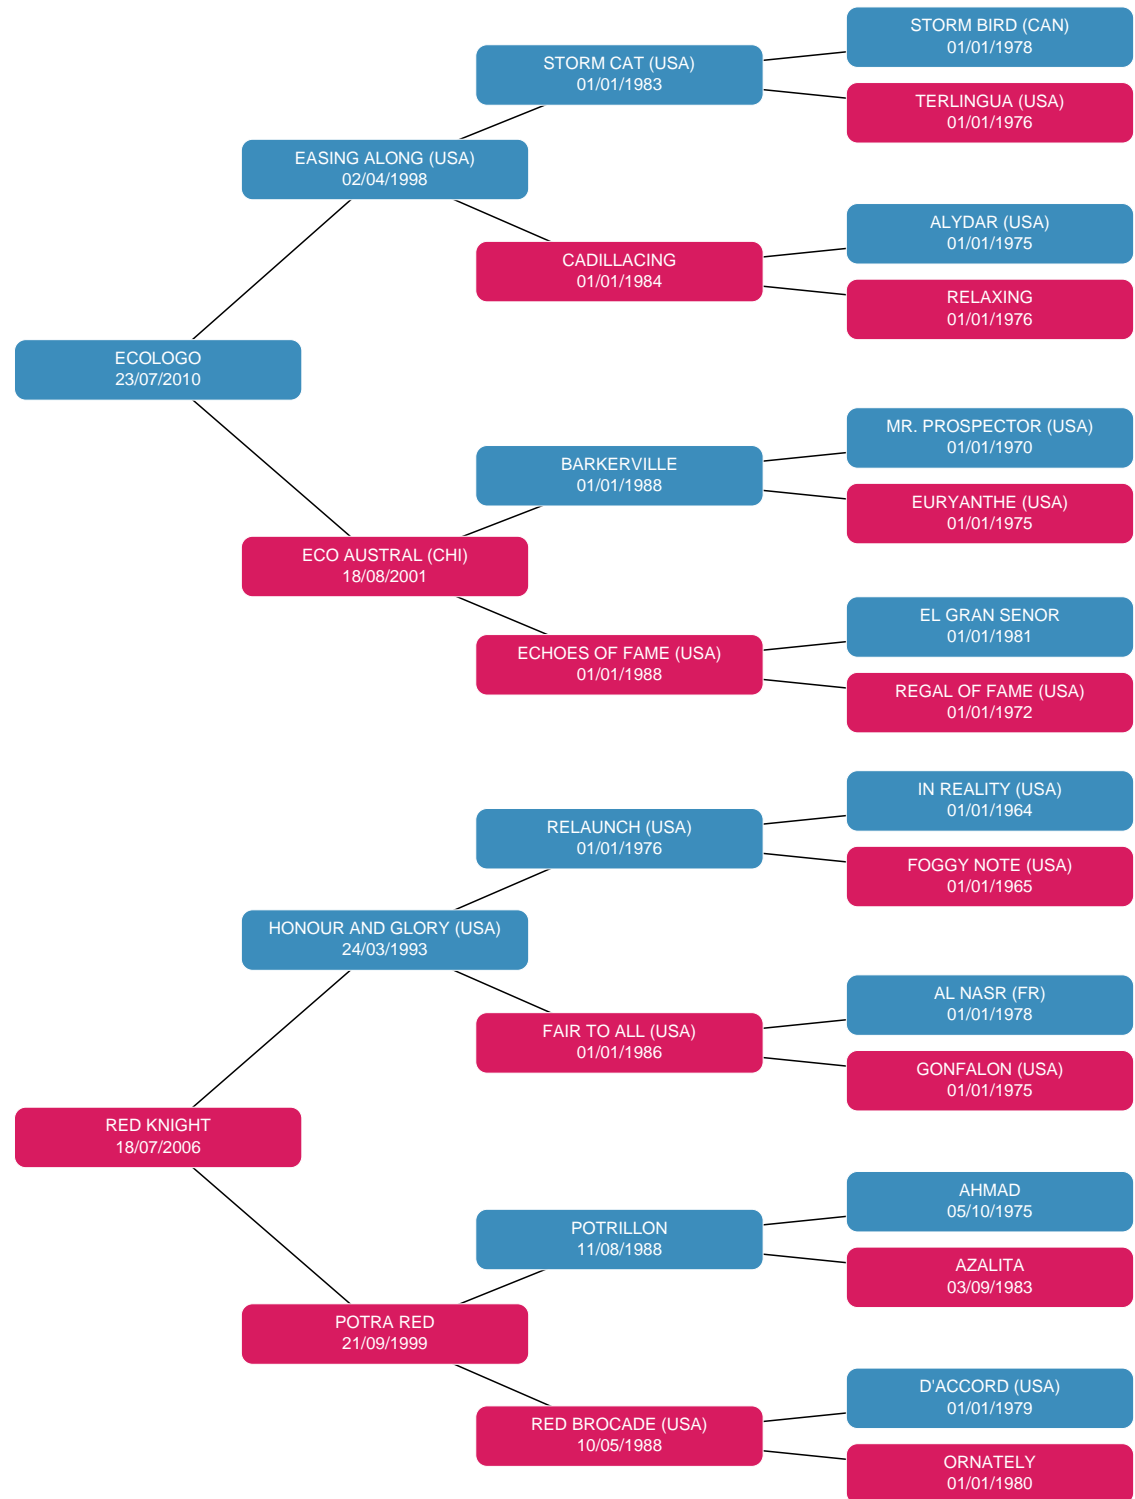 STORM BIRD (CAN)
01/01/1978
STORM CAT (USA)
01/01/1983
TERLINGUA (USA)
01/01/1976
EASING ALONG (USA)
02/04/1998
ALYDAR (USA)
01/01/1975
CADILLACING
01/01/1984
RELAXING
01/01/1976
ECOLOGO
23/07/2010
MR. PROSPECTOR (USA)
01/01/1970
BARKERVILLE
01/01/1988
EURYANTHE (USA)
01/01/1975
ECO AUSTRAL (CHI)
18/08/2001
EL GRAN SENOR
01/01/1981
ECHOES OF FAME (USA)
01/01/1988
REGAL OF FAME (USA)
01/01/1972
IN REALITY (USA)
01/01/1964
RELAUNCH (USA)
01/01/1976
FOGGY NOTE (USA)
01/01/1965
HONOUR AND GLORY (USA)
24/03/1993
AL NASR (FR)
01/01/1978
FAIR TO ALL (USA)
01/01/1986
GONFALON (USA)
01/01/1975
RED KNIGHT
18/07/2006
AHMAD
05/10/1975
POTRILLON
11/08/1988
AZALITA
03/09/1983
POTRA RED
21/09/1999
D'ACCORD (USA)
01/01/1979
RED BROCADE (USA)
10/05/1988
ORNATELY
01/01/1980